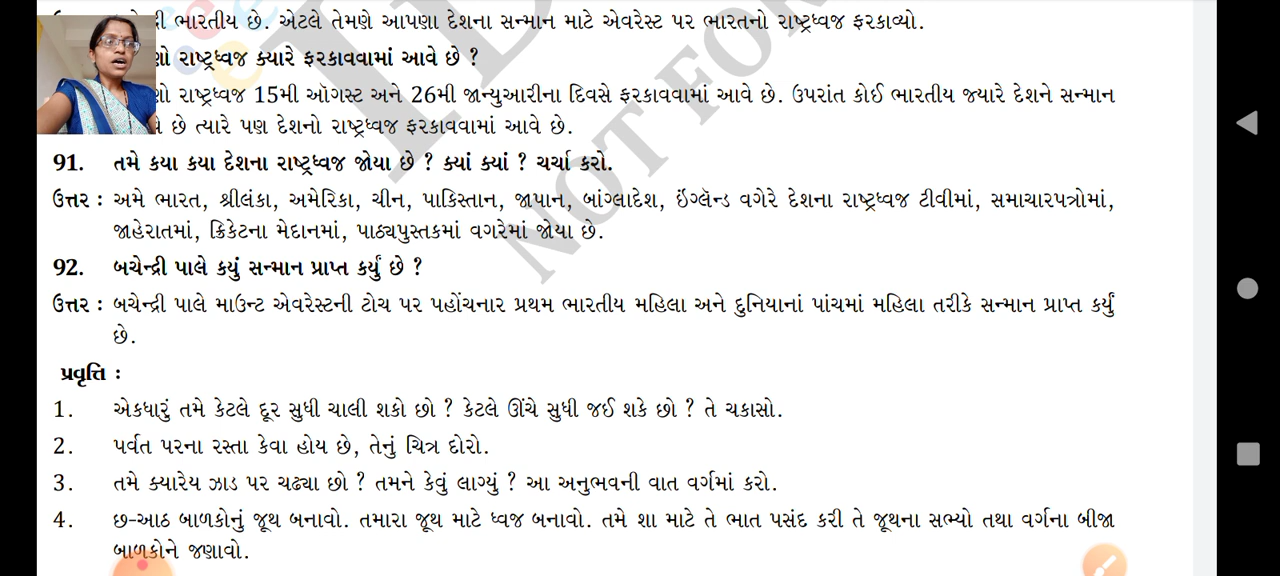 ભારતીય છે. એટલે તેમણે આપણા દેશના સન્માન માટે એવરેસ્ટ પર ભારતનો રાષ્ટ્રધ્વજ ફરકાવ્યો.
રાષ્ટ્રધ્વજ ક્યારે ફરકાવવામાં આવે છે ?
રાષ્ટ્રધ્વજ 15મી ઑગસ્ટ અને 26મી જાન્યુઆરીના દિવસે ફરકાવવામાં આવે છે. ઉપરાંત કોઈ ભારતીય જ્યારે દેશને સન્માન
છે ત્યારે પણ દેશનો રાષ્ટ્રધ્વજ ફરકાવવામાં આવે છે.
91. તમે કયા કયા દેશના રાષ્ટ્રધ્વજ જોયા છે ? ક્યાં ક્યાં ? ચર્ચા કરો.
ઉત્તર : અમે ભારત, શ્રીલંકા, અમેરિકા, ચીન, પાકિસ્તાન, જાપાન, બાંગ્લાદેશ, ઇંગ્લૅન્ડ વગેરે દેશના રાષ્ટ્રધ્વજ ટીવીમાં, સમાચારપત્રોમાં,
જાહેરાતમાં, ક્રિકેટના મેદાનમાં, પાઠ્યપુસ્તકમાં વગરેમાં જોયા છે.
92. બચેન્દ્રી પાલે કયું સન્માન પ્રાપ્ત કર્યું છે ?
ઉત્તર : બચેન્દ્રી પાલે માઉન્ટ એવરેસ્ટની ટોચ પર પહોંચનાર પ્રથમ ભારતીય મહિલા અને દુનિયાનાં પાંચમાં મહિલા તરીકે સન્માન પ્રાપ્ત કર્યું
છે.
પ્રવૃત્તિ :
1. એકધારું તમે કેટલે દૂર સુધી ચાલી શકો છો ? કેટલે ઊંચે સુધી જઈ શકે છો ? તે ચકાસો.
2. પર્વત પરના રસ્તા કેવા હોય છે, તેનું ચિત્ર દોરો.
3. તમે ક્યારેય ઝાડ પર ચઢ્યા છો ? તમને કેવું લાગ્યું ? આ અનુભવની વાત વર્ગમાં કરો.
4. છ-આઠ બાળકોનું જૂથ બનાવો. તમારા જૂથ માટે ધ્વજ બનાવો. તમે શા માટે તે ભાત પસંદ કરી તે જૂથના સભ્યો તથા વર્ગના બીજા
બાળકોને જણાવો.
NOT FOR